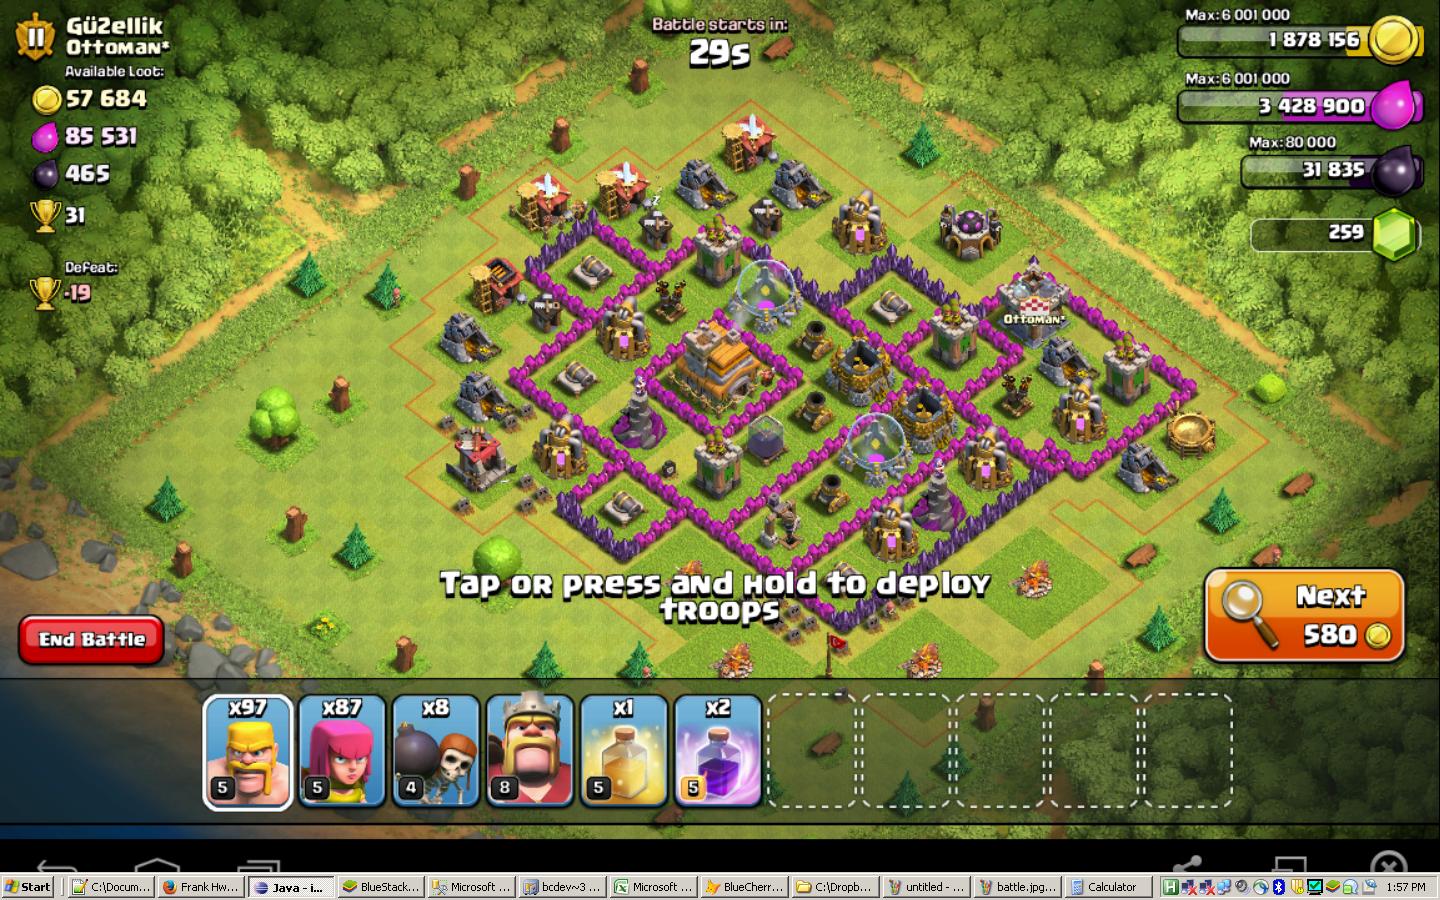 GüZellik
Ottoman*
Available Loot:
57 684
85 531
465
31
Defeat:
-19
Battle starts in:
29s
Max: 6 001 000
1 878 156
Max: 6 001 000
3 428 900
Max: 80 000
31 835
259
Ottoman*
Tap or press and hold to deploy
troops
End Battle
Next
580
x97
x87
x8
x1
x2
5
5
4
8
5
5
Start
C:\Docum...
Frank Hw...
Java - i...
BlueStack...
Microsoft ...
bcdev~3 ...
Microsoft ...
BlueCherr...
C:\Dropb...
untitled - ...
battle.jpg...
Calculator
H
1:57 PM